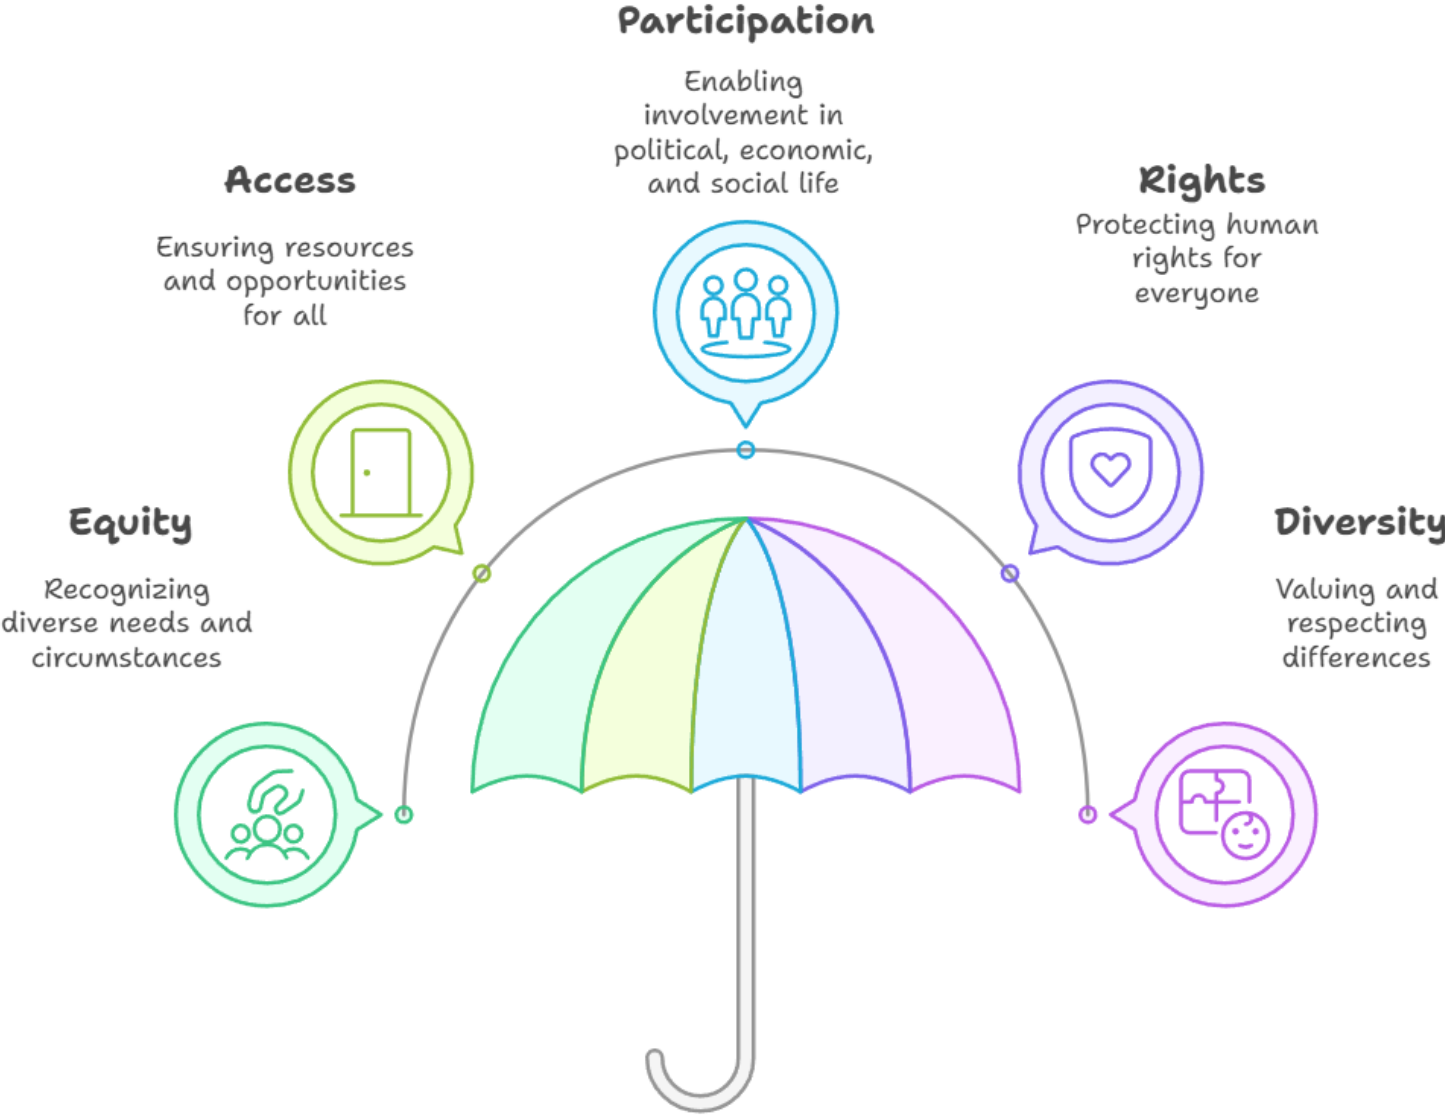 Participation
Enabling
involvement in
political, economic,
and social life
Access
Ensuring resources
and opportunities
for all
Rights
Protecting human
rights for
everyone
Equity
Recognizing
diverse needs and
circumstances
Diversity
Valuing and
respecting
differences